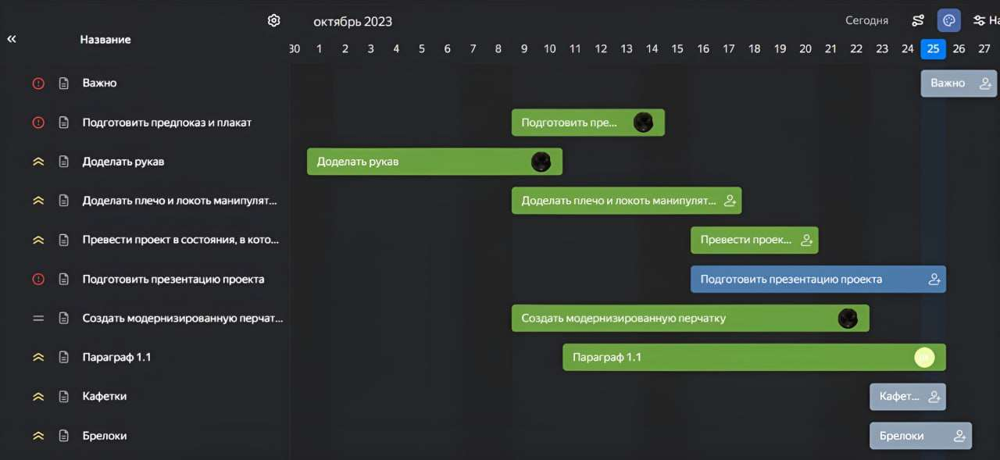 октябрь 2023
Сегодня
На
Название
30 1 2 3 4 5 6 7 8 9 10 11 12 13 14 15 16 17 18 19 20 21 22 23 24 25 26 27
Важно
Важно
Подготовить предпоказ и плакат
Подготовить пре...
Доделать рукав
Доделать рукав
Доделать плечо и локоть манипулят...
Доделать плечо и локоть манипулят...
Превести проект в состояния, в кото...
Превести проек...
Подготовить презентацию проекта
Подготовить презентацию проекта
Создать модернизированную перчат...
Создать модернизированную перчатку
Параграф 1.1
Параграф 1.1
Кафетки
Кафет...
Брелоки
Брелоки